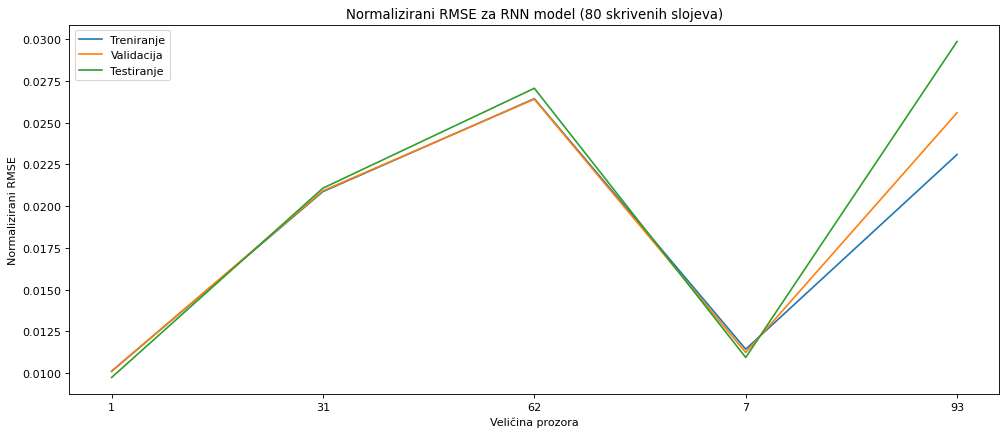 Normalizirani RMSE za RNN model (80 skrivenih slojeva)
Treniranje
Validacija
Testiranje
Normalizirani RMSE
0.0300
0.0275
0.0250
0.0225
0.0200
0.0175
0.0150
0.0125
0.0100
1 31 62 7 93
Veličina prozora